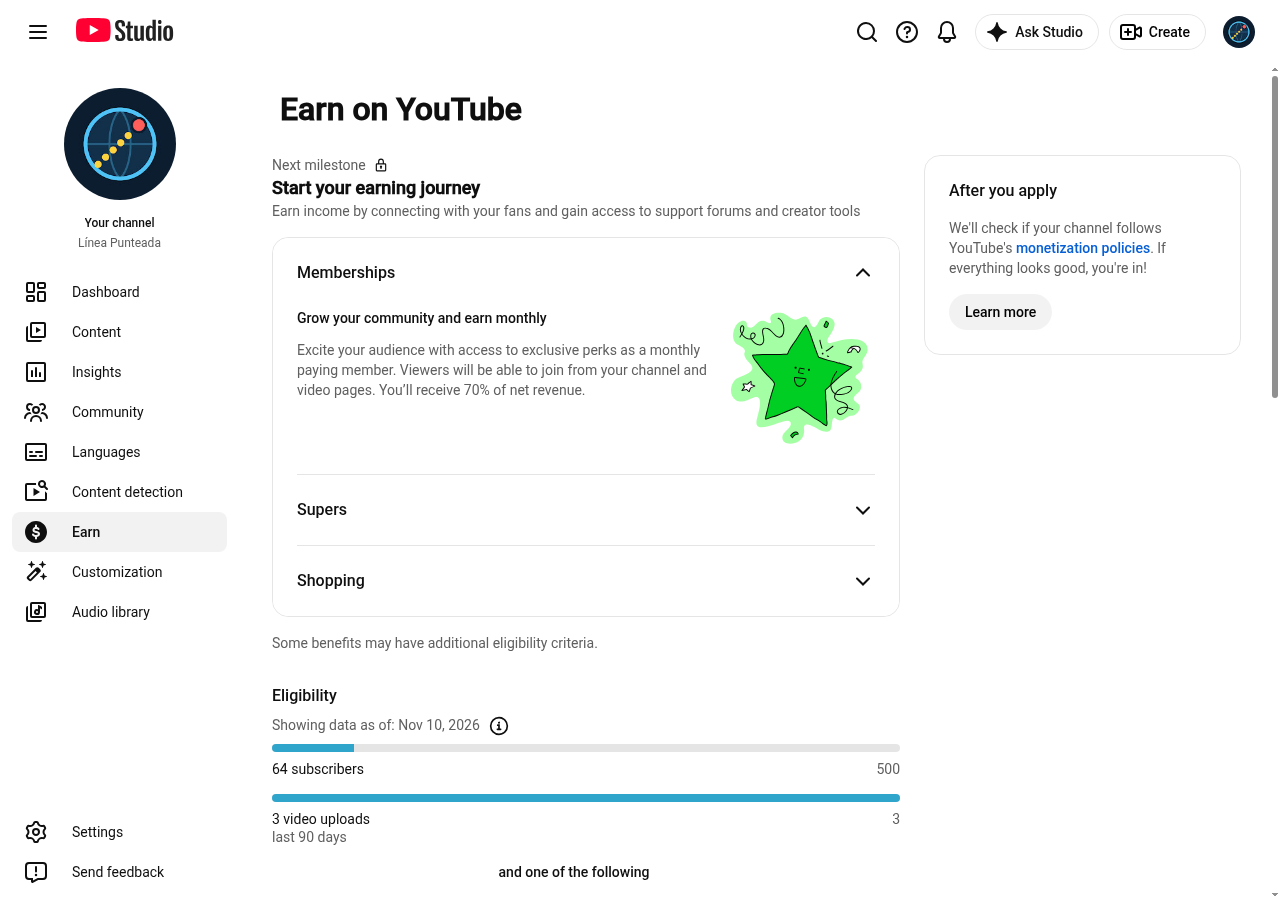 Studio
Ask Studio
Create
Your channel
Línea Punteada
Dashboard
Content
Insights
Community
Languages
Content detection
Earn
Customization
Audio library
Settings
Send feedback
Earn on YouTube
Next milestone
Start your earning journey
Earn income by connecting with your fans and gain access to support forums and creator tools
Memberships
Grow your community and earn monthly
Excite your audience with access to exclusive perks as a monthly
paying member. Viewers will be able to join from your channel and
video pages. You’ll receive 70% of net revenue.
Supers
Shopping
Some benefits may have additional eligibility criteria.
Eligibility
Showing data as of: Nov 10, 2026
64 subscribers 500
3 video uploads 3
last 90 days
and one of the following
After you apply
We'll check if your channel follows
YouTube's monetization policies. If
everything looks good, you're in!
Learn more